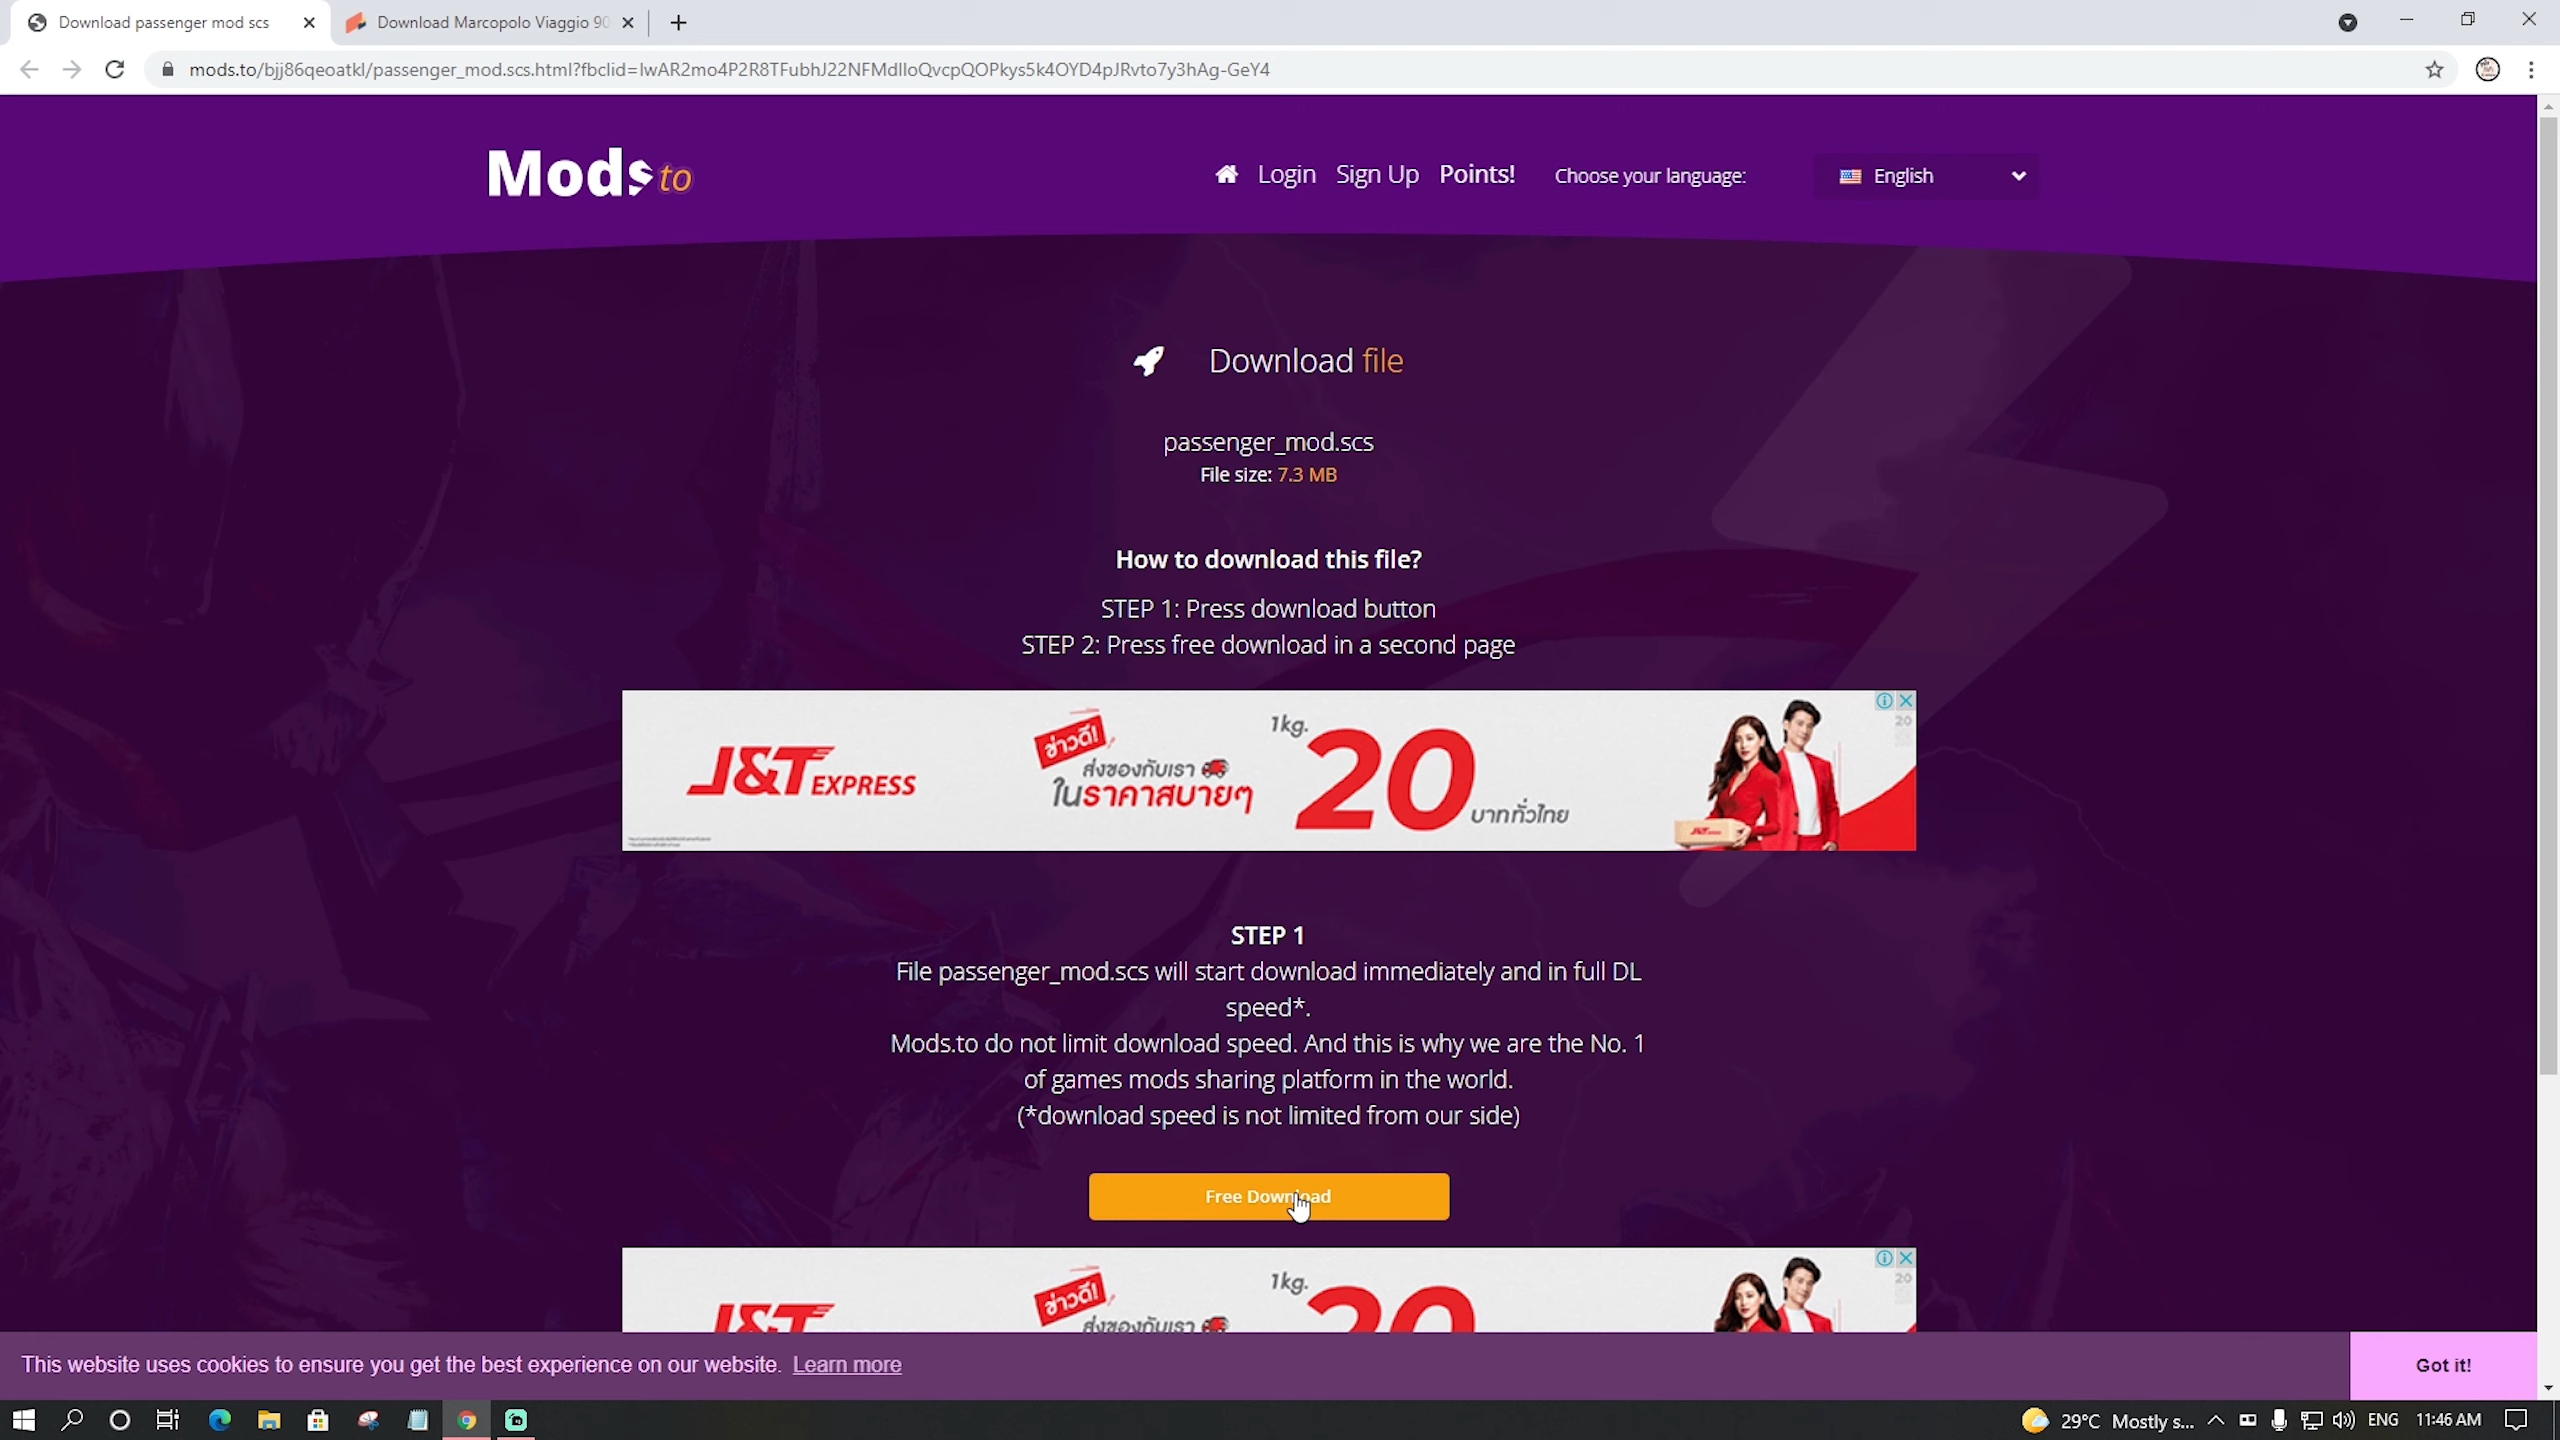 Download passenger mod scs
Download Marcopolo Viaggio 90
mods.to/bjj86qeoatkl/passenger_mod.scs.html?fbclid=IwAR2mo4P2R8TFubhJ22NFMdlIoQvcpQOPkys5k4OYD4pJRvto7y3hAg-GeY4
Mods to
Login Sign Up Points! Choose your language: English
Download file
passenger_mod.scs
File size: 7.3 MB
How to download this file?
STEP 1: Press download button
STEP 2: Press free download in a second page
J&T EXPRESS
ข่าวดี!
ส่งของกับเรา
ในราคาสบายๆ
1kg.
20
บาททั่วไทย
20
STEP 1
File passenger_mod.scs will start download immediately and in full DL
speed*.
Mods.to do not limit download speed. And this is why we are the No. 1
of games mods sharing platform in the world.
(*download speed is not limited from our side)
Free Download
J&T
ข่าวดี!
ส่งของกับเรา
1kg.
20
20
This website uses cookies to ensure you get the best experience on our website. Learn more
Got it!
29°C Mostly s... ENG 11:46 AM